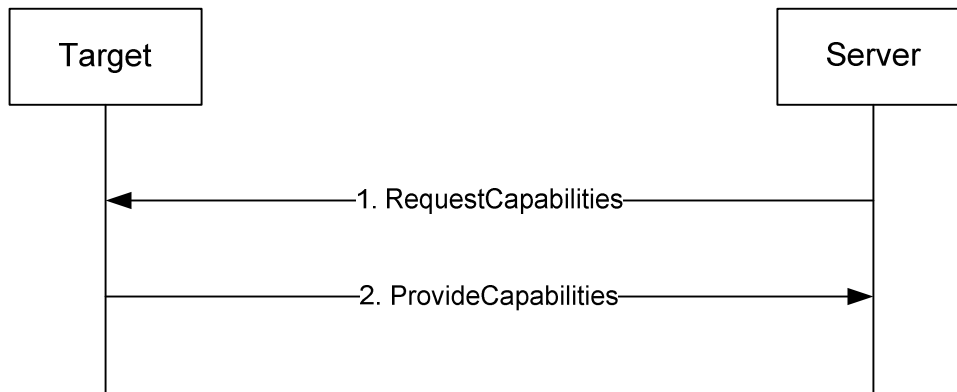 Target
Server
1. RequestCapabilities
2. ProvideCapabilities